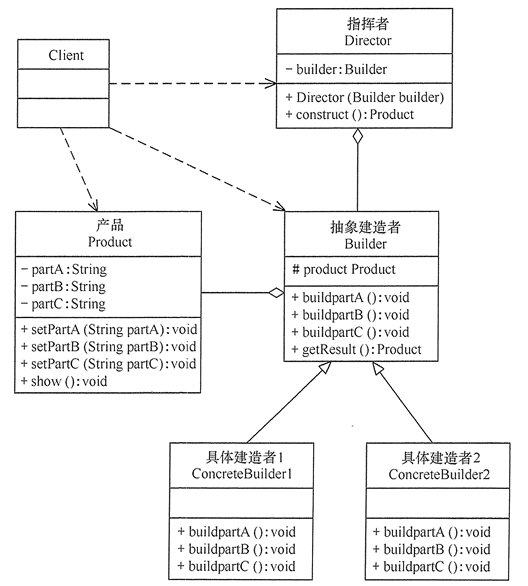 Client
指挥者
Director
- builder:Builder
+ Director (Builder builder)
+ construct ():Product
产品
Product
- partA:String
- partB:String
- partC:String
+ setPartA (String partA):void
+ setPartB (String partB):void
+ setPartC (String partC):void
+ show ():void
抽象建造者
Builder
# product Product
+ buildpartA ():void
+ buildpartB ():void
+ buildpartC ():void
+ getResult ():Product
具体建造者1
ConcreteBuilder1
+ buildpartA ():void
+ buildpartB ():void
+ buildpartC ():void
具体建造者2
ConcreteBuilder2
+ buildpartA ():void
+ buildpartB ():void
+ buildpartC ():void